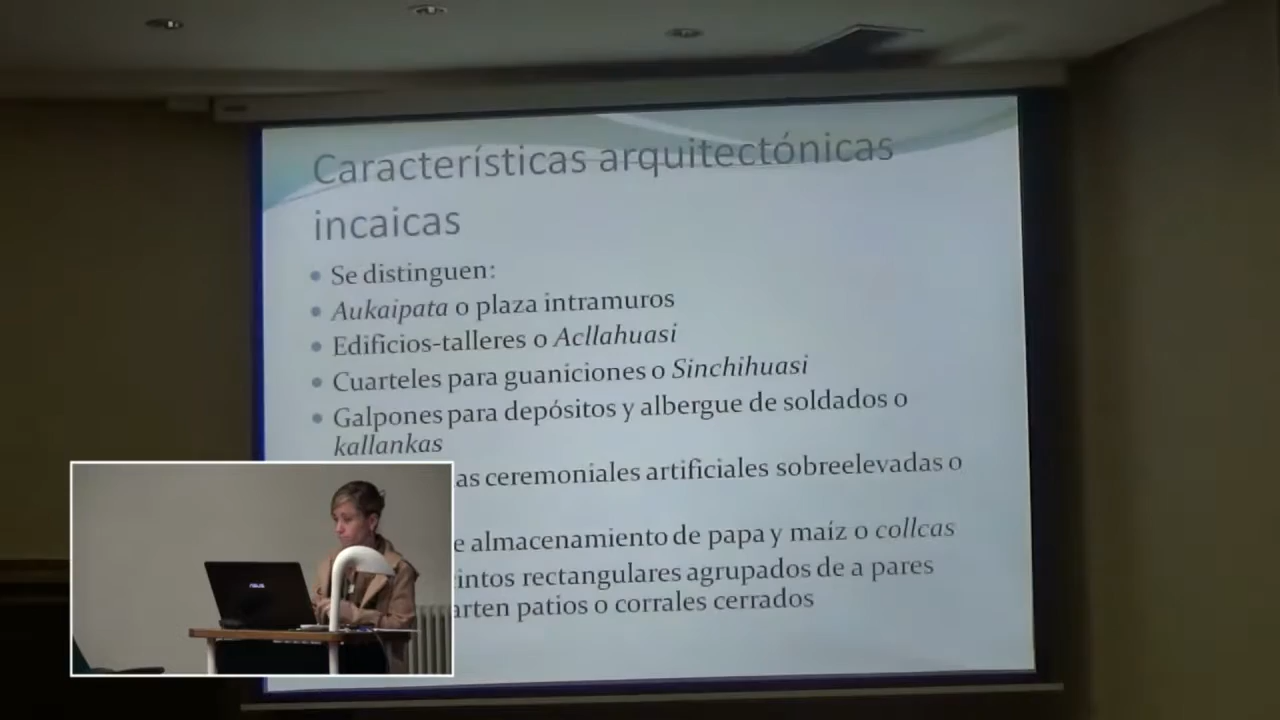 Características arquitectónicas
incaicas
Se distinguen:
Aukaipata o plaza intramuros
Edificios-talleres o Acllahuasi
Cuarteles para guaniciones o Sinchihuasi
Galpones para depósitos y albergue de soldados o
kallankas
as ceremoniales artificiales sobreelevadas o
e almacenamiento de papa y maíz o collcas
intos rectangulares agrupados de a pares
arten patios o corrales cerrados
ASUS